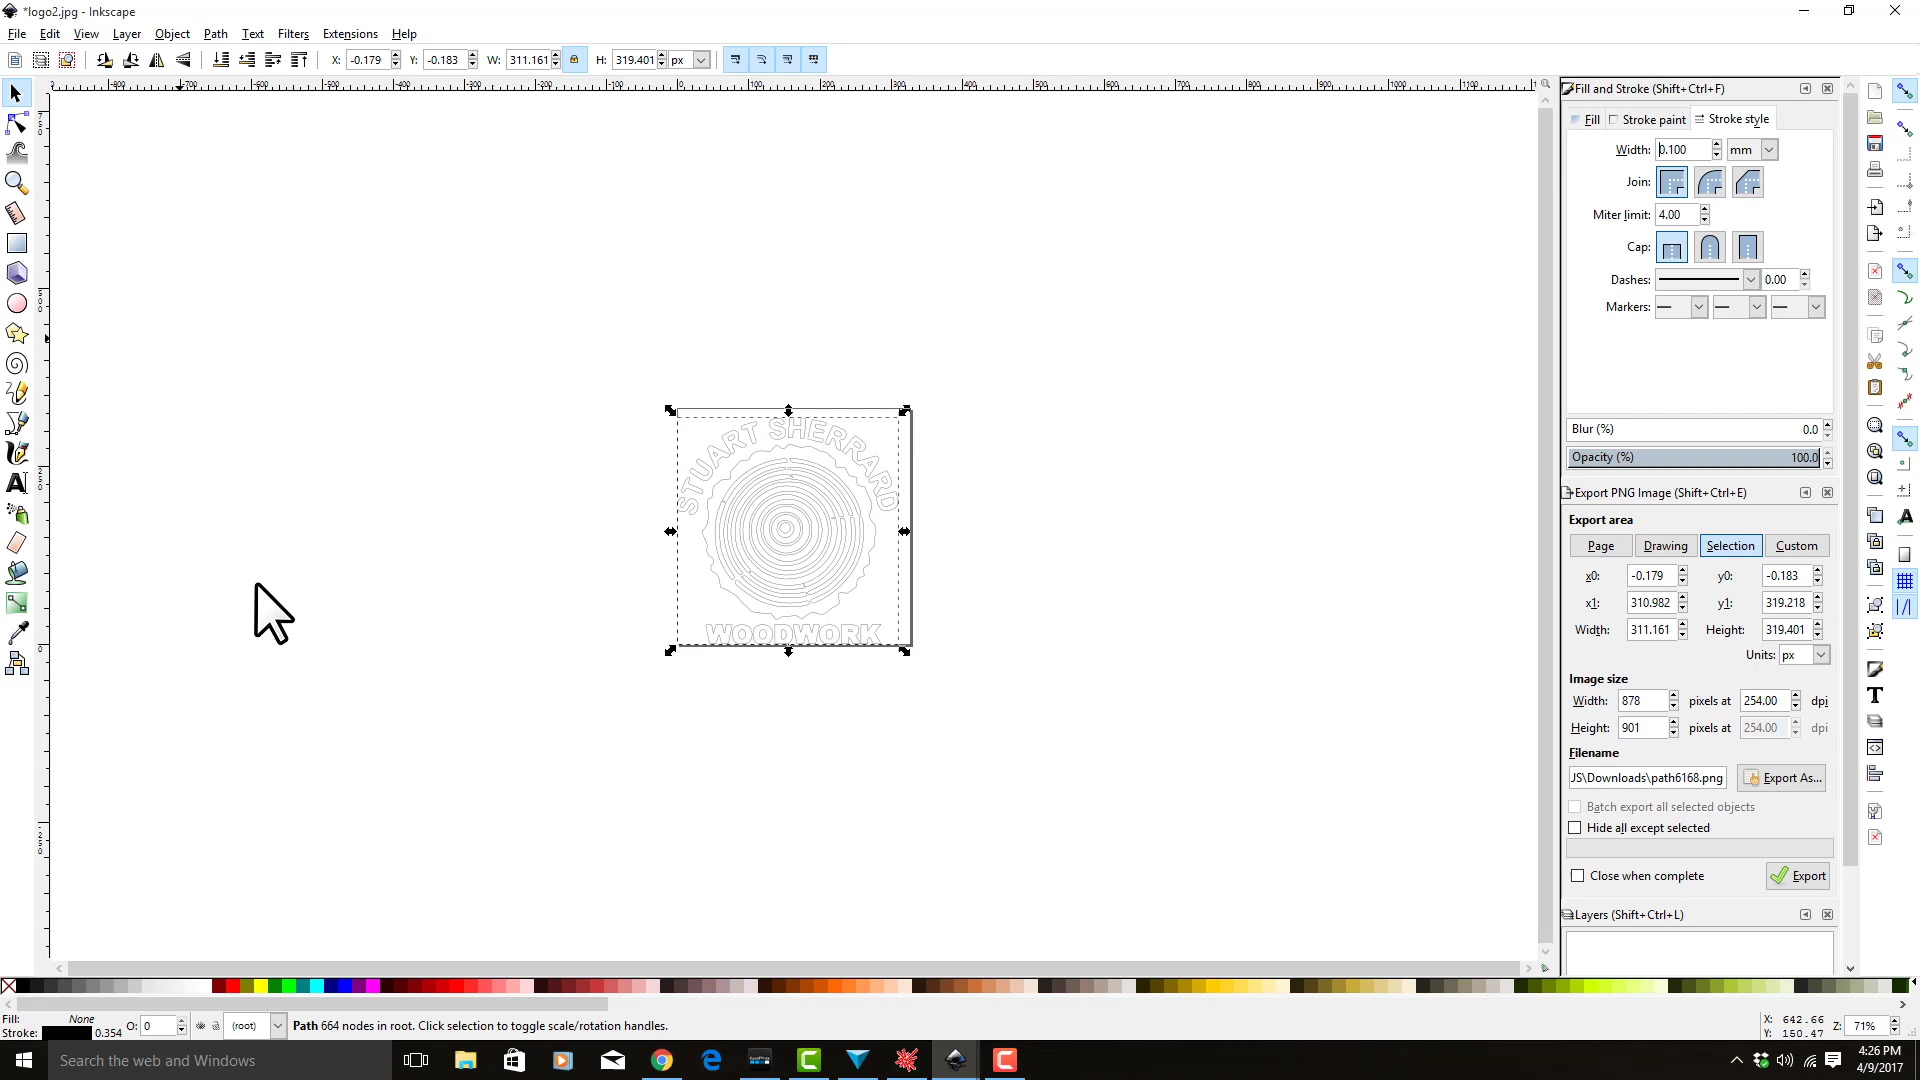 *logo2.jpg - Inkscape
File Edit View Layer Object Path Text Filters Extensions Help
X: -0.179 Y: -0.183 W: 311.161 H: 319.401 px
Fill and Stroke (Shift+Ctrl+F)
Fill Stroke paint Stroke style
Width: 0.100 mm
Join:
Miter limit: 4.00
Cap:
Dashes: 0.00
Markers:
Blur (%) 0.0
Opacity (%) 100.0
Export PNG Image (Shift+Ctrl+E)
Export area
Page Drawing Selection Custom
x0: -0.179 y0: -0.183
x1: 310.982 y1: 319.218
Width: 311.161 Height: 319.401
Units: px
Image size
Width: 878 pixels at 254.00 dpi
Height: 901 pixels at 254.00 dpi
Filename
JS\Downloads\path6168.png Export As...
Batch export all selected objects
Hide all except selected
Close when complete Export
Layers (Shift+Ctrl+L)
STUART SHERRARD
WOODWORK
Fill: None
Stroke: 0.354 O: 0 (root) Path 664 nodes in root. Click selection to toggle scale/rotation handles.
X: 642.66
Y: 150.47
Z: 71%
Search the web and Windows
GoPro
4:26 PM
4/9/2017